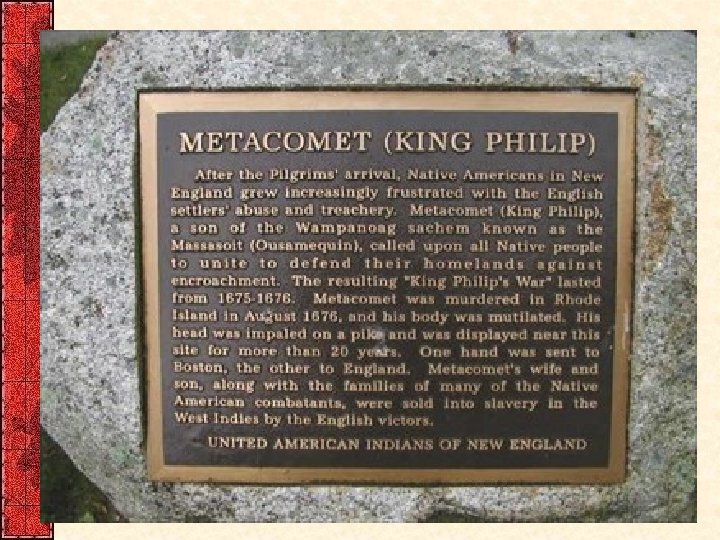 METACOMET (KING PHILIP)
After the Pilgrims' arrival, Native Americans in New
England grew increasingly frustrated with the English
settlers' abuse and treachery. Metacomet (King Philip),
a son of the Wampanoag sachem known as the
Massasoit (Ousamequin), called upon all Native people
to unite to defend their homelands against
encroachment. The resulting "King Philip's War" lasted
from 1675-1676. Metacomet was murdered in Rhode
Island in August 1676, and his body was mutilated. His
head was impaled on a pike and was displayed near this
site for more than 20 years. One hand was sent to
Boston, the other to England. Metacomet's wife and
son, along with the families of many of the Native
American combatants, were sold into slavery in the
West Indies by the English victors.
UNITED AMERICAN INDIANS OF NEW ENGLAND